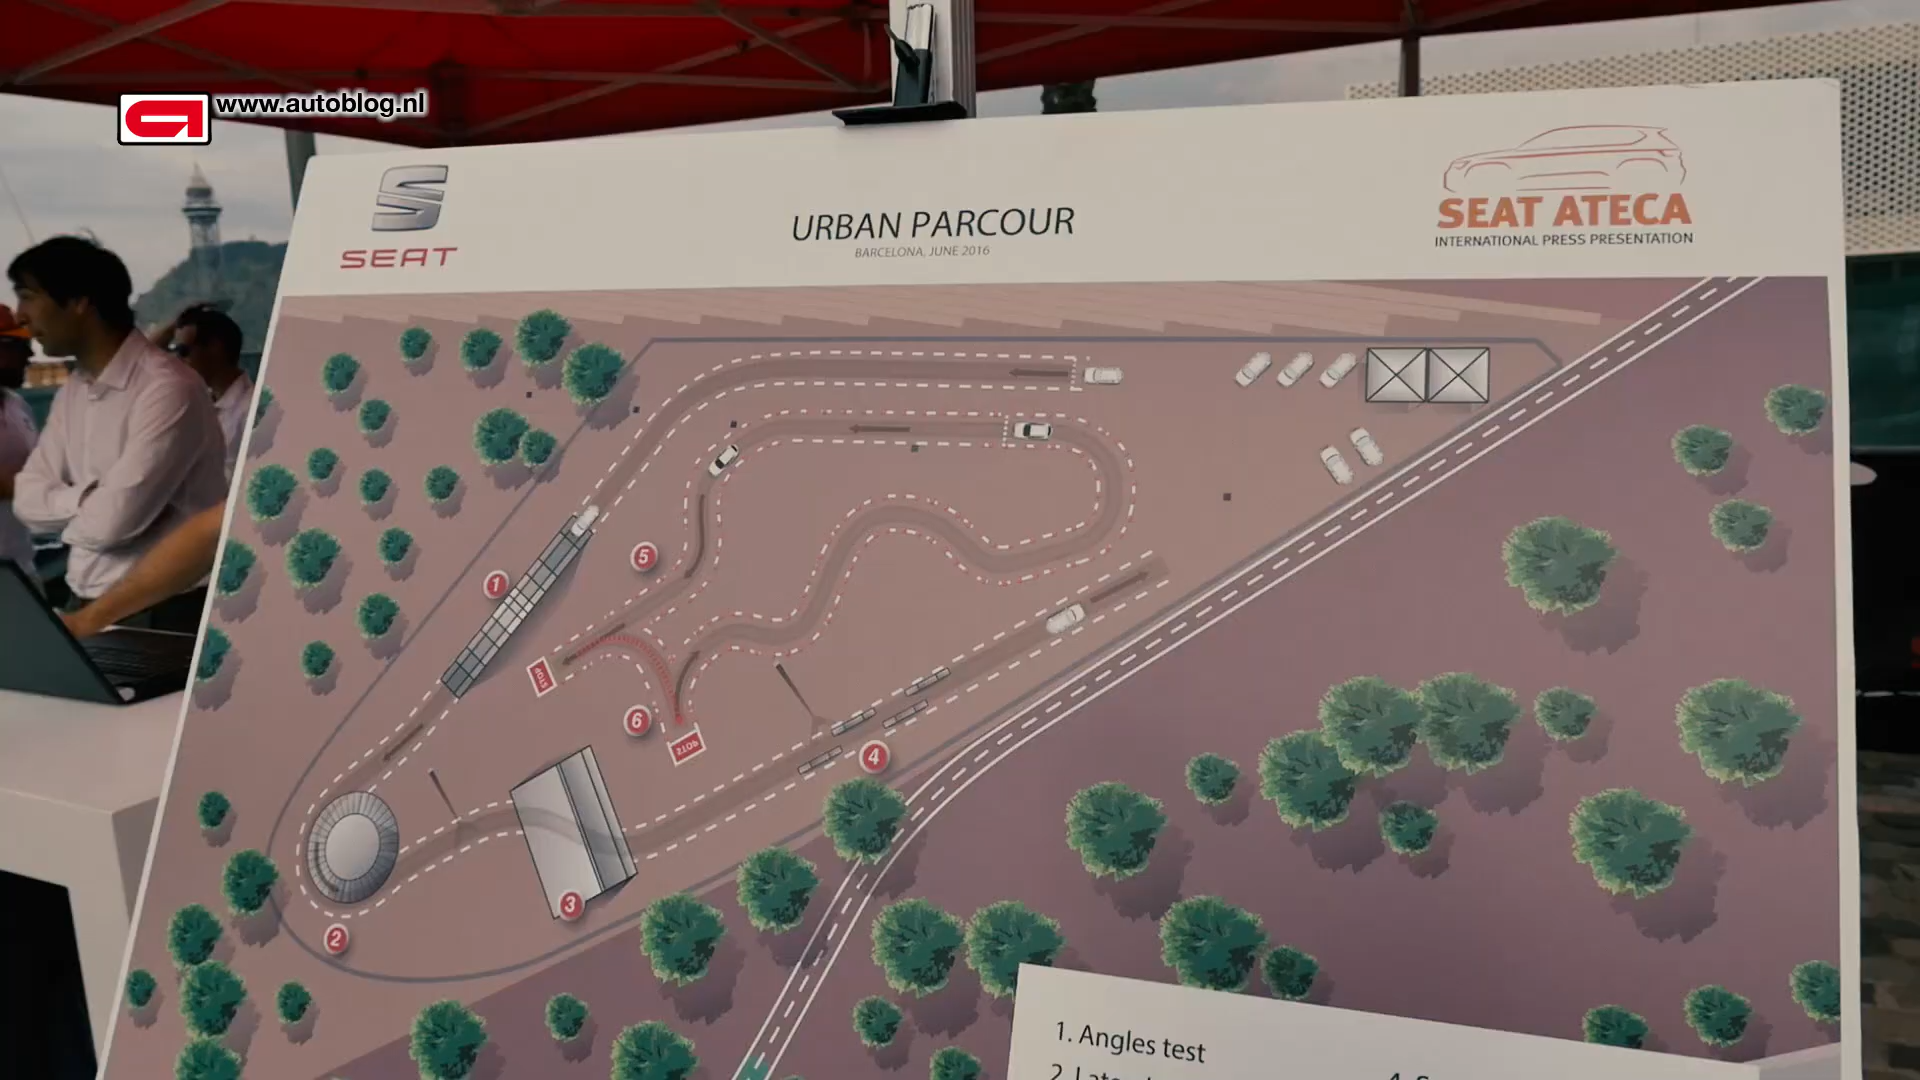 www.autoblog.nl
SEAT
URBAN PARCOUR
BARCELONA, JUNE 2016
SEAT ATECA
INTERNATIONAL PRESS PRESENTATION
1
5
STOP
6
STOP
4
3
2
1. Angles test
2.